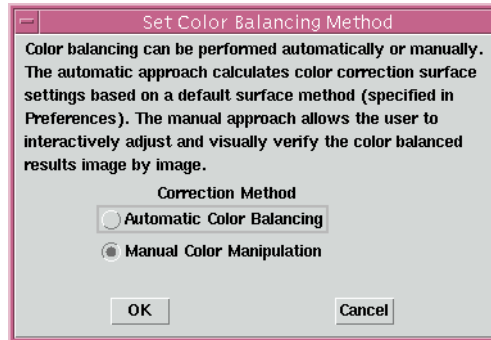 Set Color Balancing Method
Color balancing can be performed automatically or manually.
The automatic approach calculates color correction surface
settings based on a default surface method (specified in
Preferences). The manual approach allows the user to
interactively adjust and visually verify the color balanced
results image by image.
Correction Method
Automatic Color Balancing
Manual Color Manipulation
OK Cancel